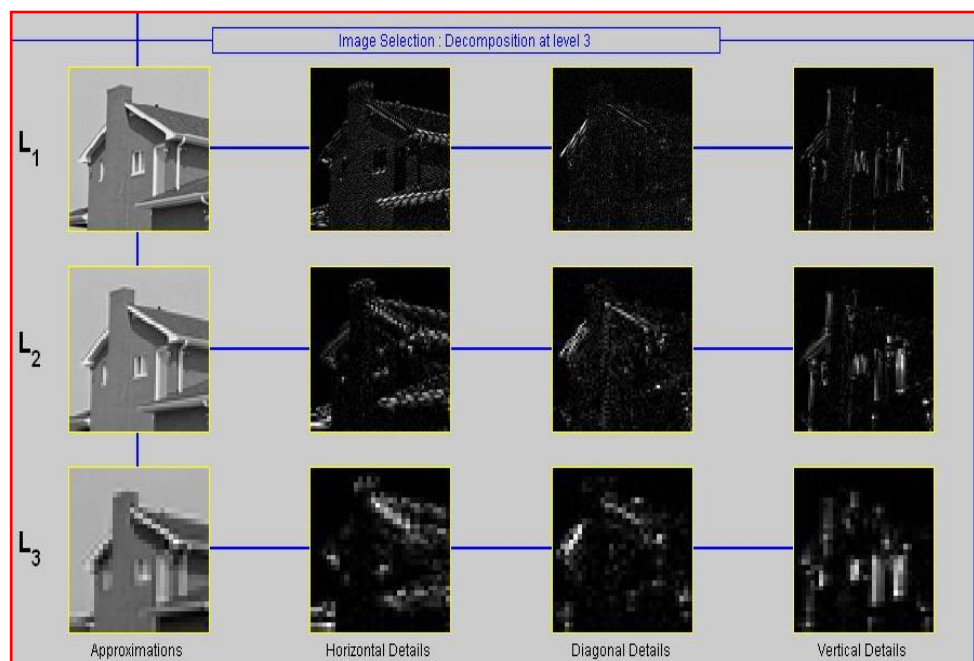 Image Selection : Decomposition at level 3
L1
L2
L3
Approximations Horizontal Details Diagonal Details Vertical Details